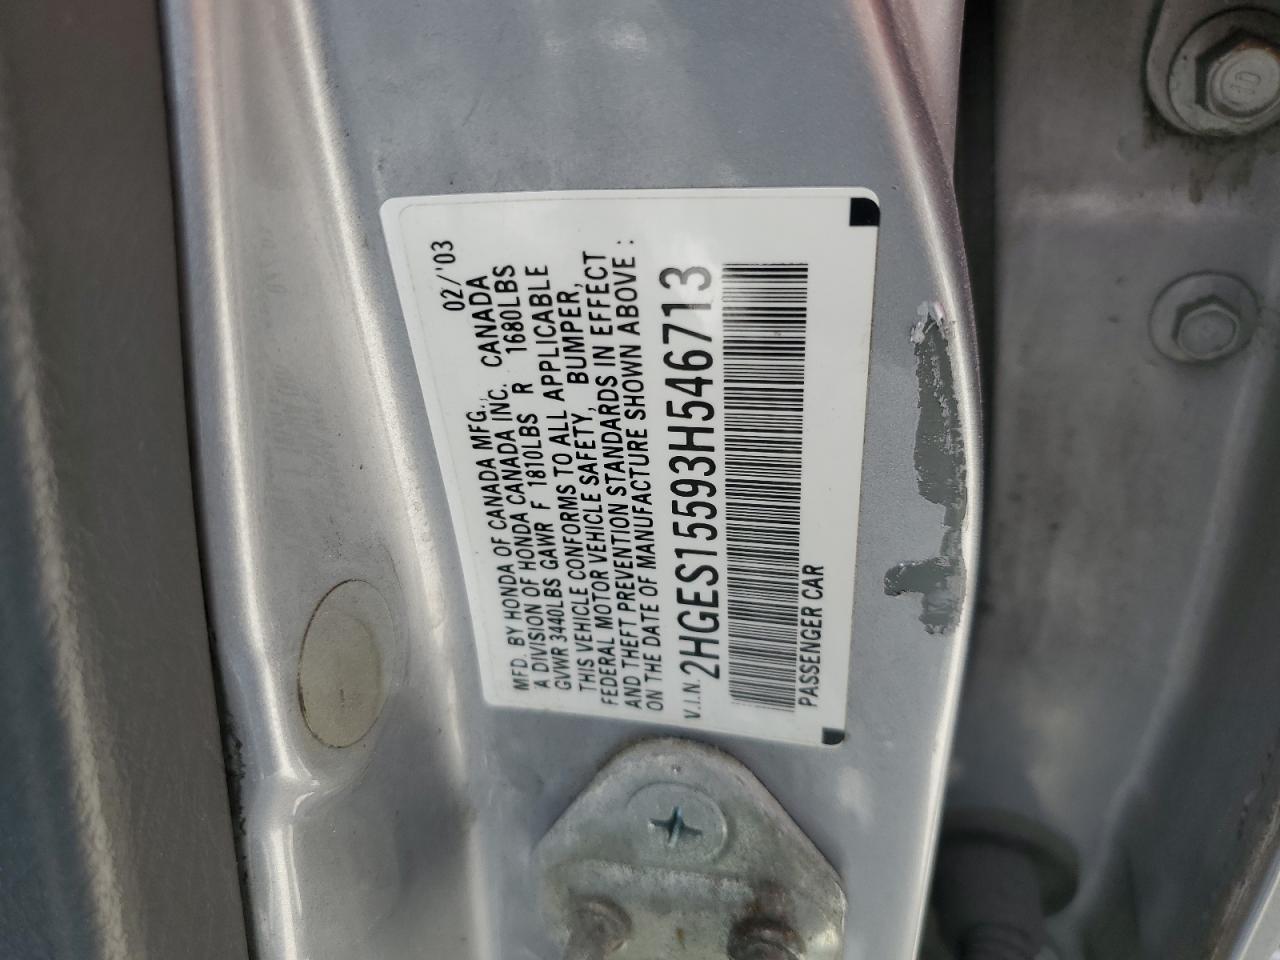 02/'03
MFD. BY HONDA OF CANADA MFG., CANADA
A DIVISION OF HONDA CANADA INC.
GVWR 3440LBS GAWR F 1810LBS R 1680LBS
THIS VEHICLE CONFORMS TO ALL APPLICABLE
FEDERAL MOTOR VEHICLE SAFETY, BUMPER,
AND THEFT PREVENTION STANDARDS IN EFFECT
ON THE DATE OF MANUFACTURE SHOWN ABOVE :
V.I.N. 2HGES15593H546713
PASSENGER CAR
10